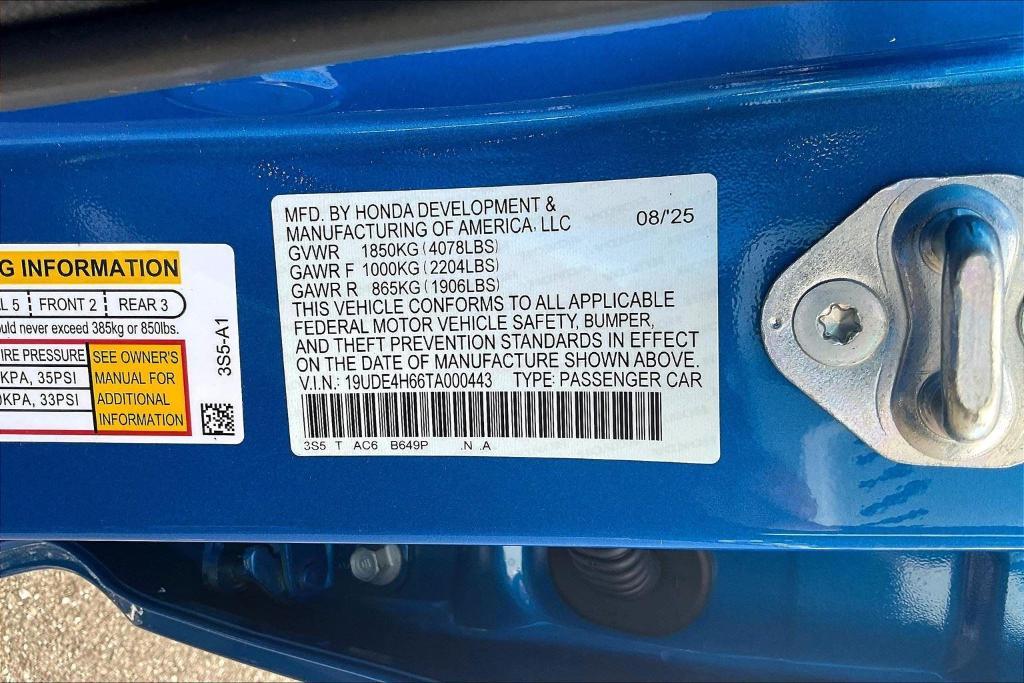 G INFORMATION
L 5 FRONT 2 REAR 3
ould never exceed 385kg or 850lbs.
IRE PRESSURE SEE OWNER'S
KPA, 35PSI MANUAL FOR
0KPA, 33PSI ADDITIONAL
INFORMATION
3S5-A1
MFD. BY HONDA DEVELOPMENT &
MANUFACTURING OF AMERICA, LLC 08/'25
GVWR 1850KG(4078LBS)
GAWR F 1000KG(2204LBS)
GAWR R 865KG(1906LBS)
THIS VEHICLE CONFORMS TO ALL APPLICABLE
FEDERAL MOTOR VEHICLE SAFETY, BUMPER,
AND THEFT PREVENTION STANDARDS IN EFFECT
ON THE DATE OF MANUFACTURE SHOWN ABOVE.
V.I.N.: 19UDE4H66TA000443 TYPE: PASSENGER CAR
3S5 T AC6 B649P .N .A